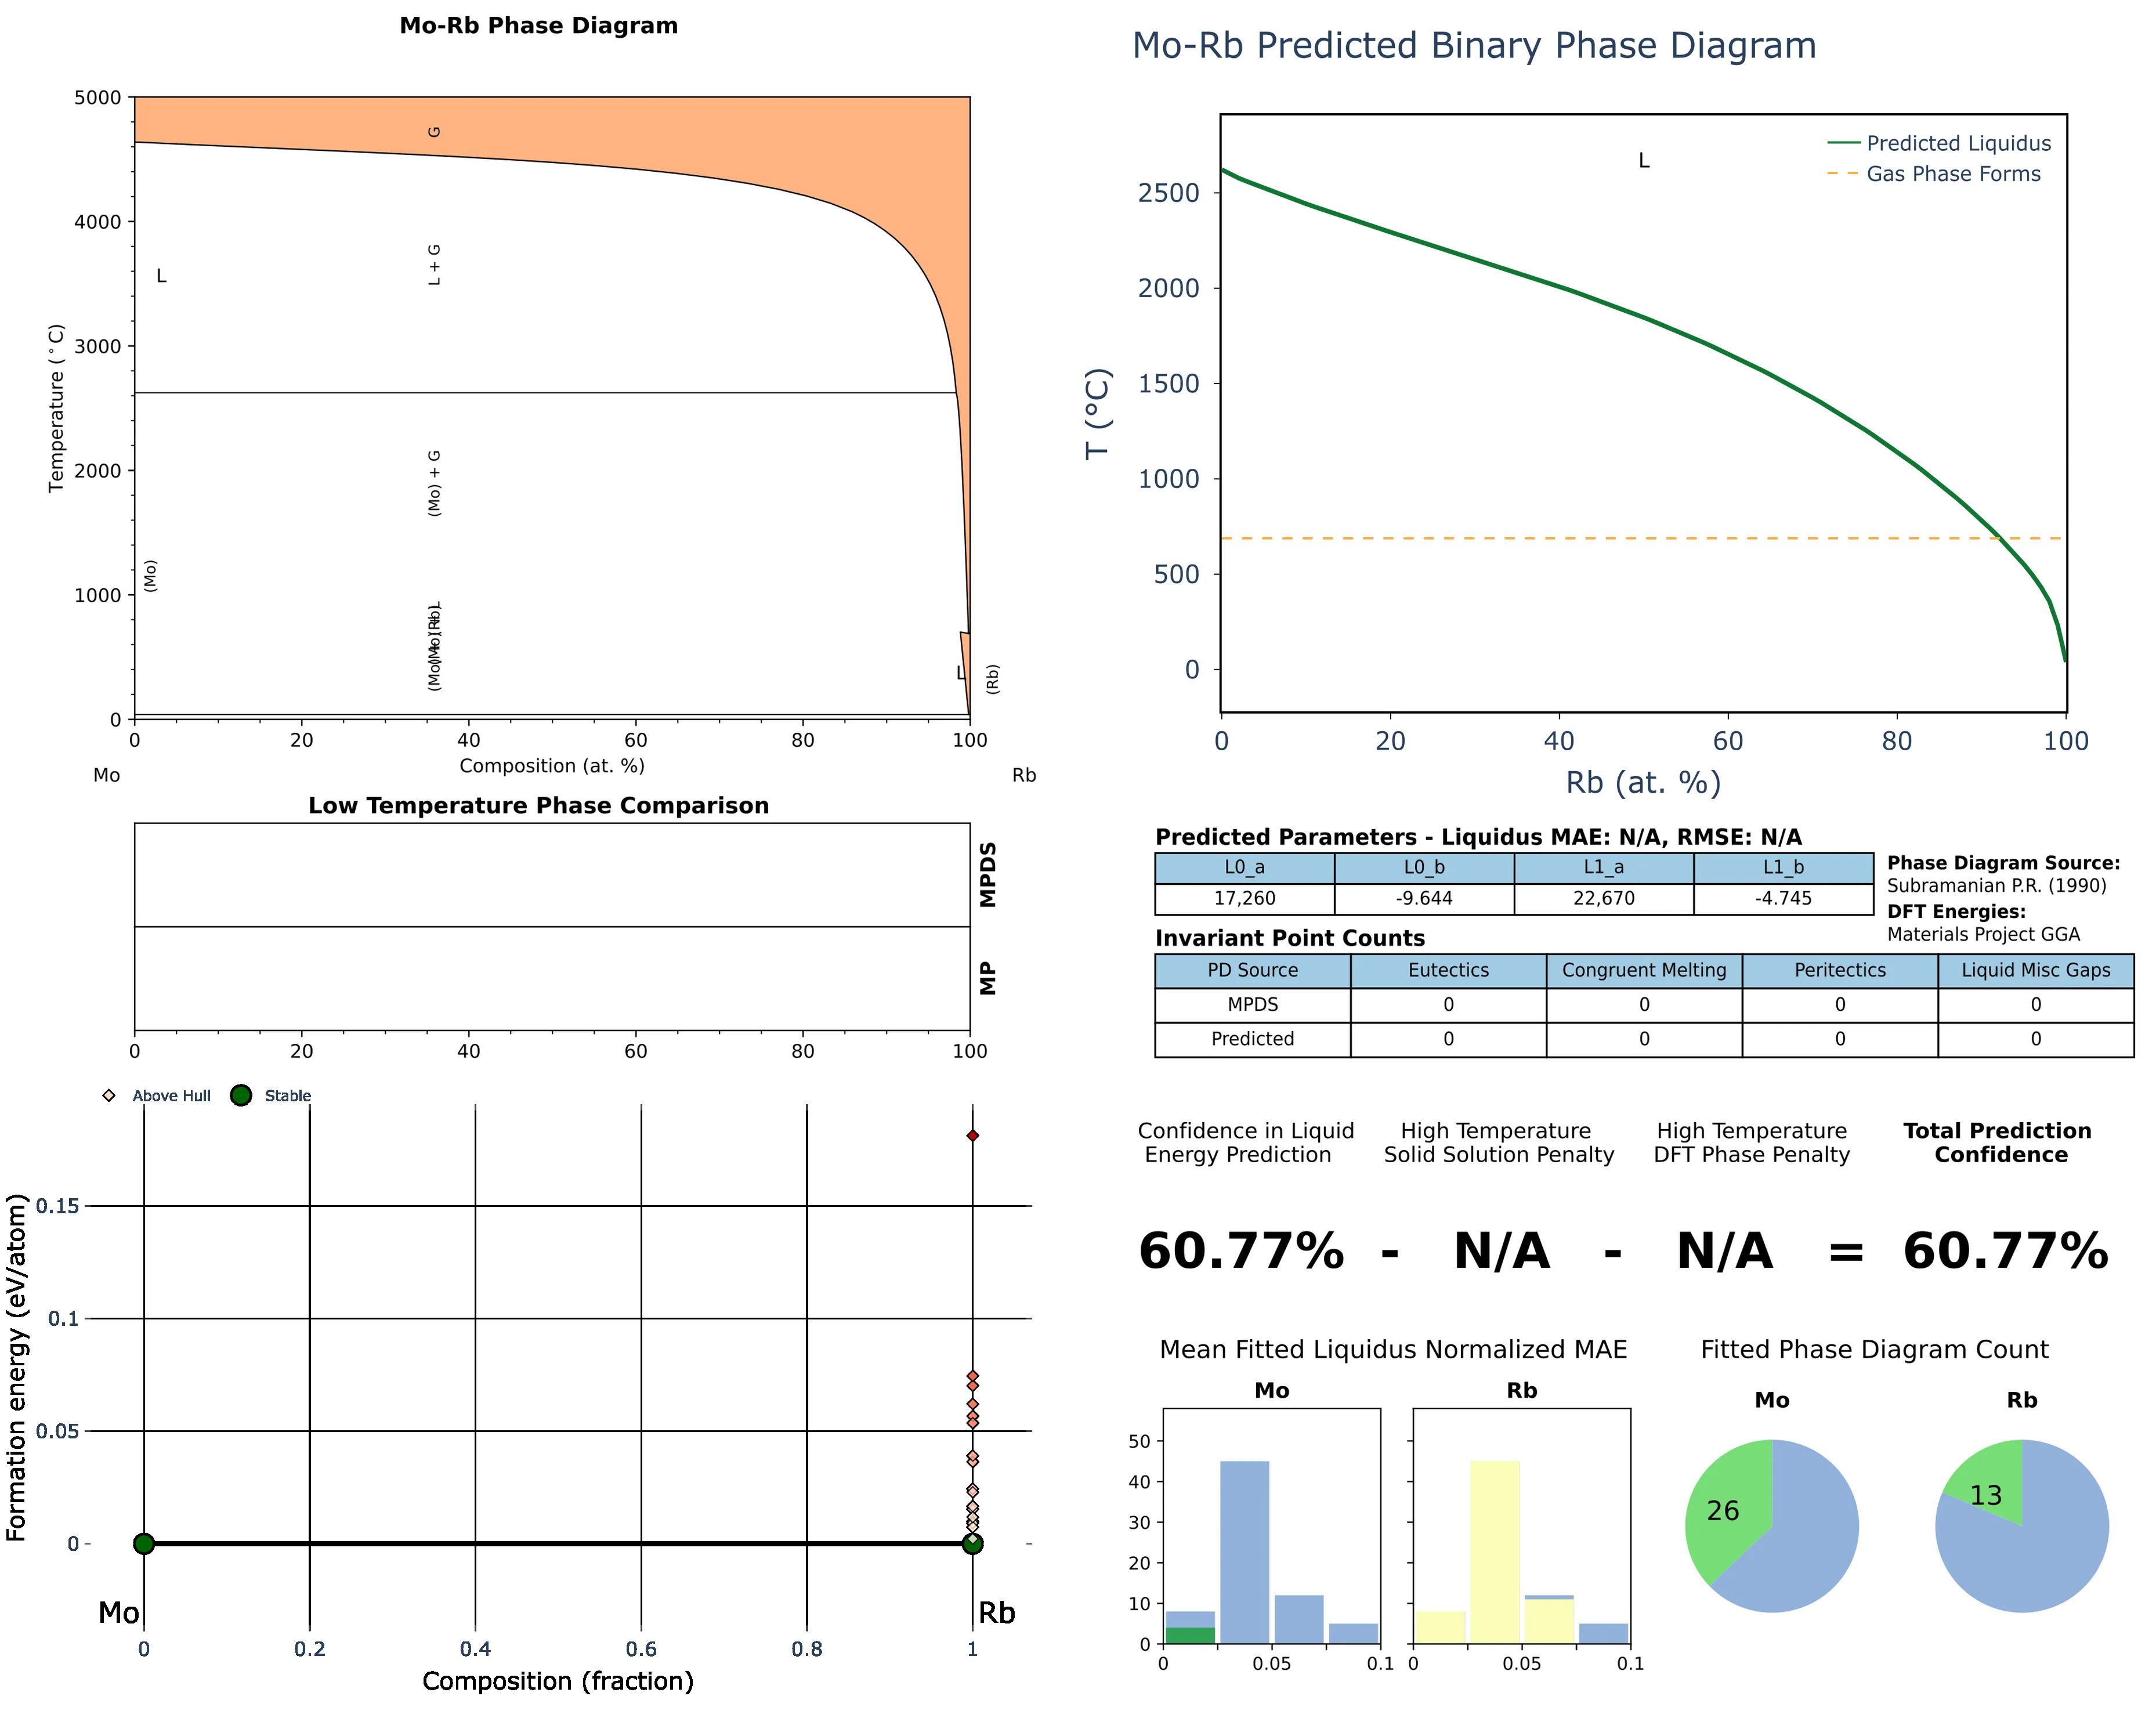 Mo-Rb Phase Diagram
5000
4000
3000
2000
1000
0
Temperature (°C)
G
L + G
L
(Mo) + G
(Mo)
L
(Rb)
0 20 40 60 80 100
Composition (at. %)
Mo Rb
Low Temperature Phase Comparison
MPDS
MP
0 20 40 60 80 100
Above Hull Stable
0.15
0.1
0.05
0
Formation energy (eV/atom)
Mo Rb
0 0.2 0.4 0.6 0.8 1
Composition (fraction)
Mo-Rb Predicted Binary Phase Diagram
L
Predicted Liquidus
Gas Phase Forms
2500
2000
1500
1000
500
0
T (°C)
0 20 40 60 80 100
Rb (at. %)
Predicted Parameters - Liquidus MAE: N/A, RMSE: N/A
L0_a L0_b L1_a L1_b
17,260 -9.644 22,670 -4.745
Phase Diagram Source:
Subramanian P.R. (1990)
DFT Energies:
Materials Project GGA
Invariant Point Counts
PD Source Eutectics Congruent Melting Peritectics Liquid Misc Gaps
MPDS 0 0 0 0
Predicted 0 0 0 0
Confidence in Liquid Energy Prediction
High Temperature Solid Solution Penalty
High Temperature DFT Phase Penalty
Total Prediction Confidence
60.77% - N/A - N/A = 60.77%
Mean Fitted Liquidus Normalized MAE
Mo Rb
50
40
30
20
10
0
0 0.05 0.1 0 0.05 0.1
Fitted Phase Diagram Count
Mo Rb
26 13